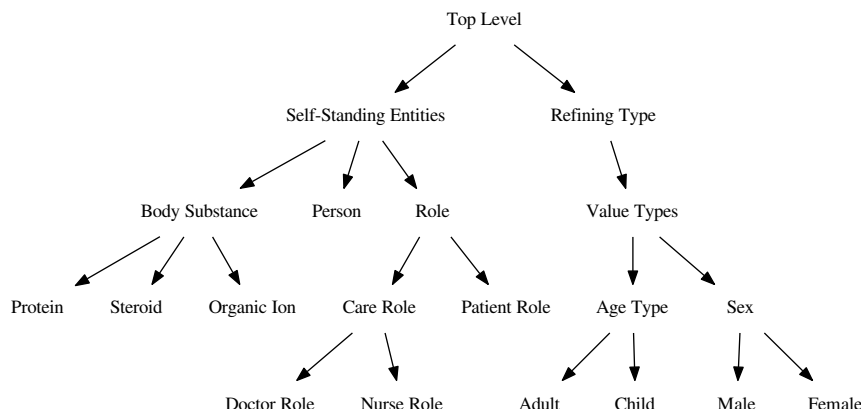 Top Level
Self-Standing Entities Refining Type
Body Substance Person Role Value Types
Protein Steroid Organic Ion Care Role Patient Role Age Type Sex
Doctor Role Nurse Role Adult Child Male Female